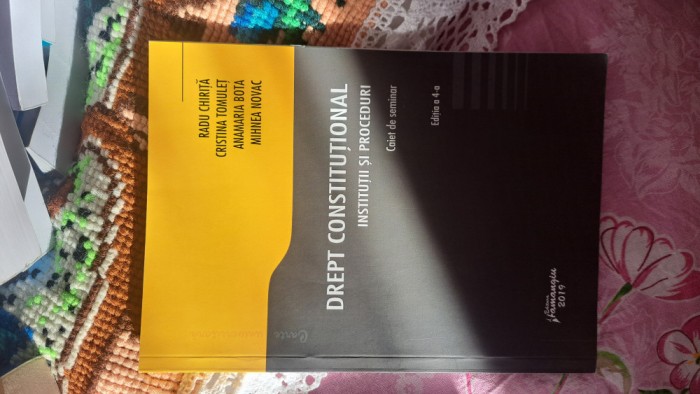 RADU CHIRIȚĂ
CRISTINA TOMULEȚ
ANAMARIA BOTA
MIHNEA NOVAC
DREPT CONSTITUȚIONAL
INSTITUȚII ȘI PROCEDURI
Caiet de seminar
Ediția a 4-a
Editura
Hamangiu
2019